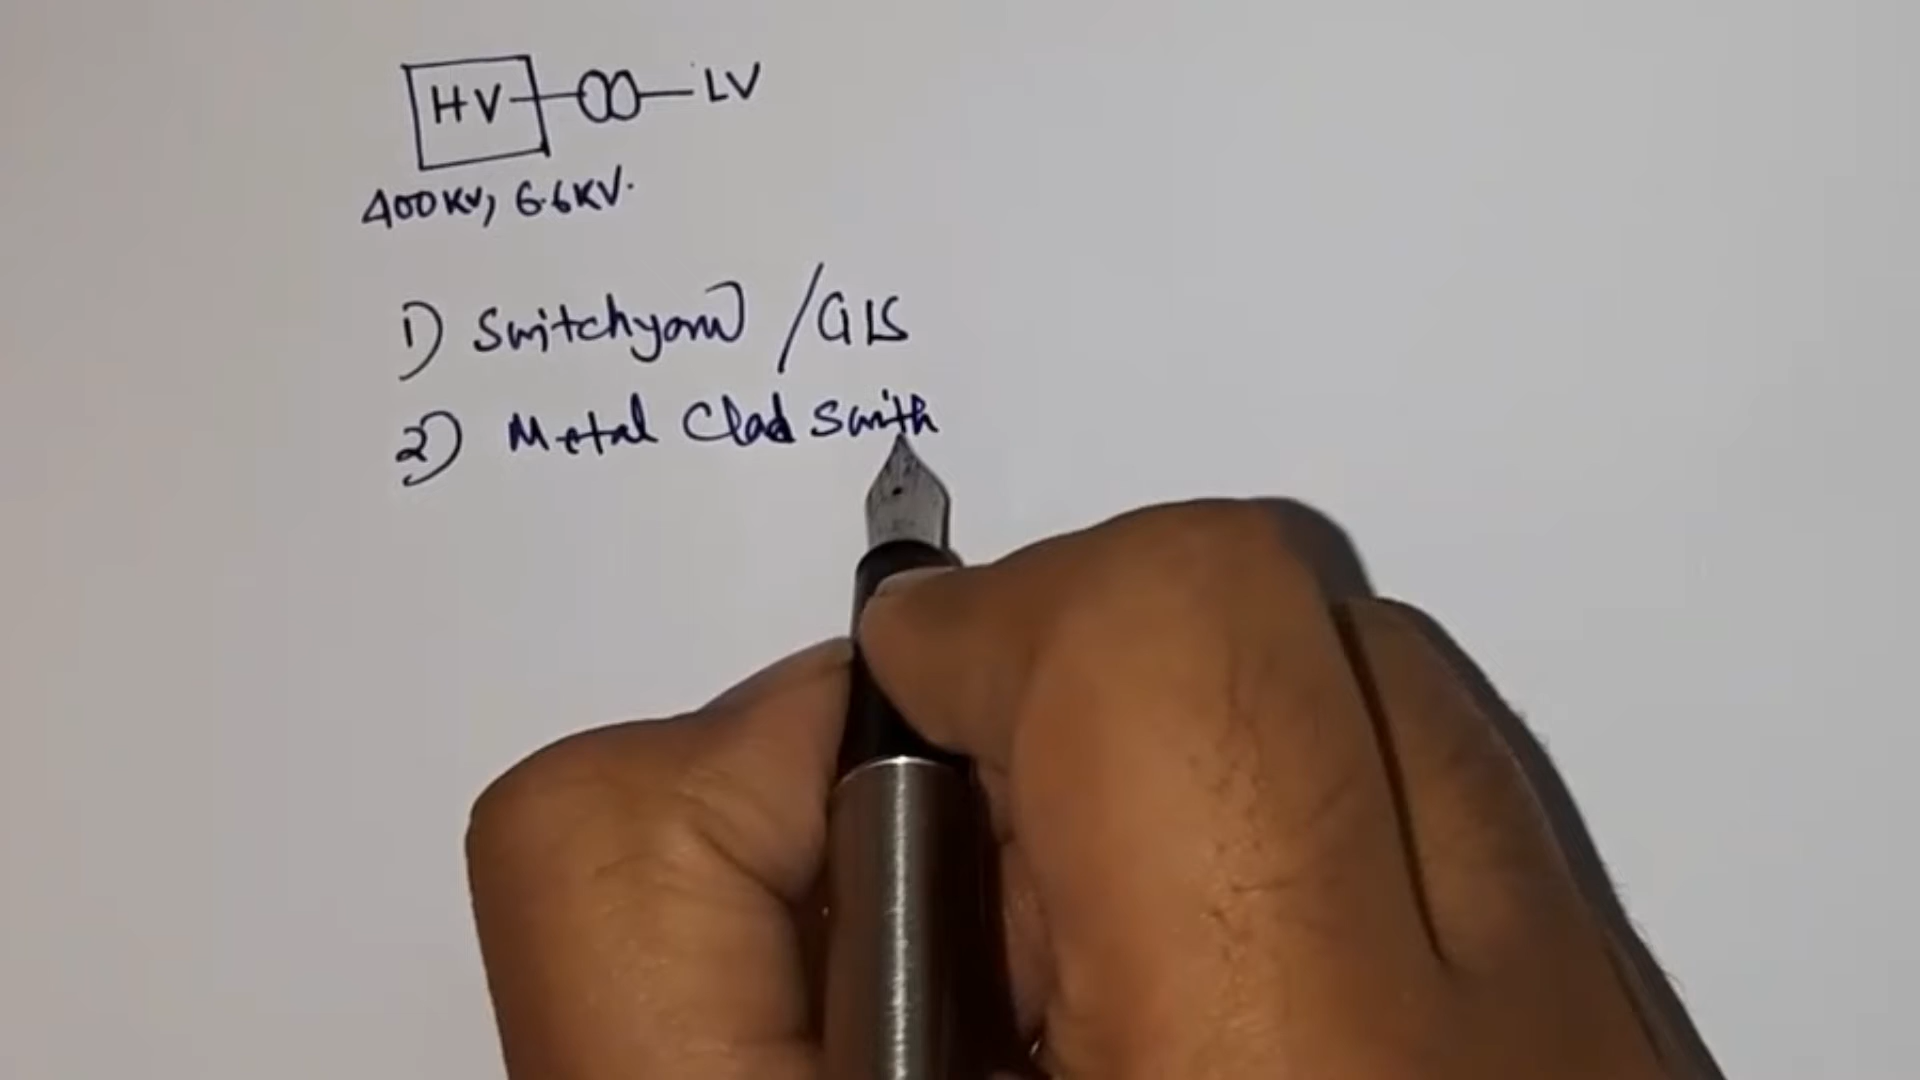 HV LV
400KV, 6.6KV.
1) Switchyard / GIS
2) Metal Clad Swith